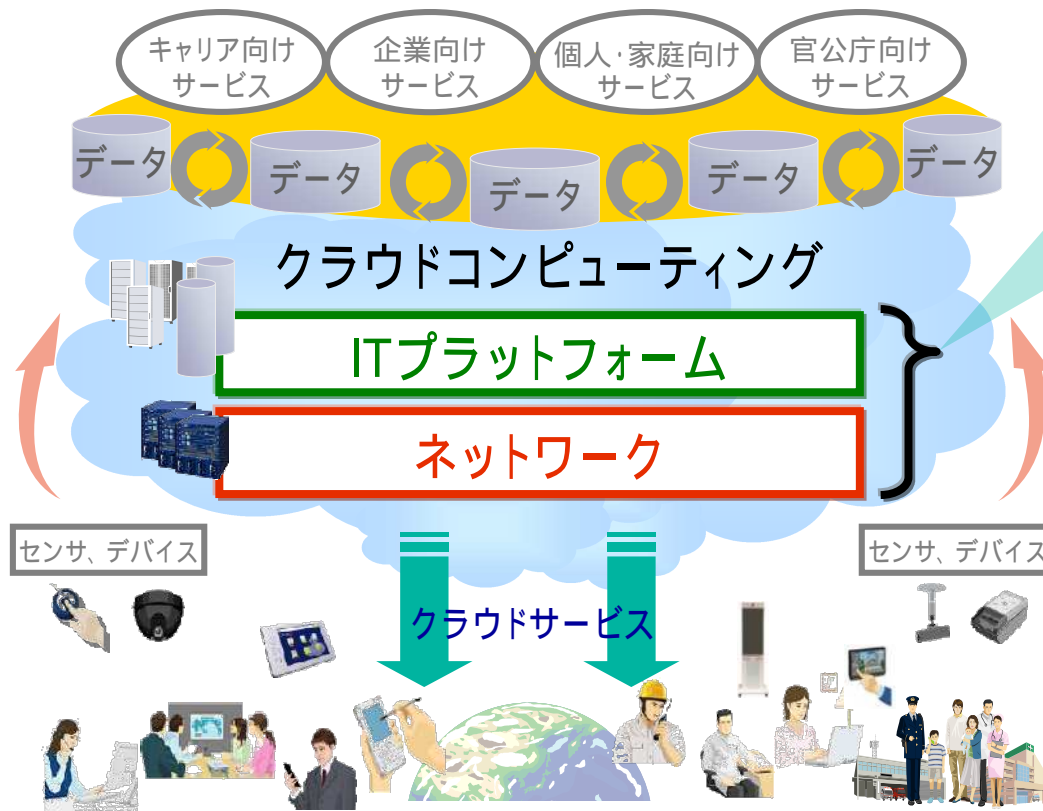 キャリア向け
サービス
企業向け
サービス
個人・家庭向け
サービス
官公庁向け
サービス
データ
データ
データ
データ
データ
クラウドコンピューティング
ITプラットフォーム
ネットワーク
センサ、デバイス
センサ、デバイス
クラウドサービス